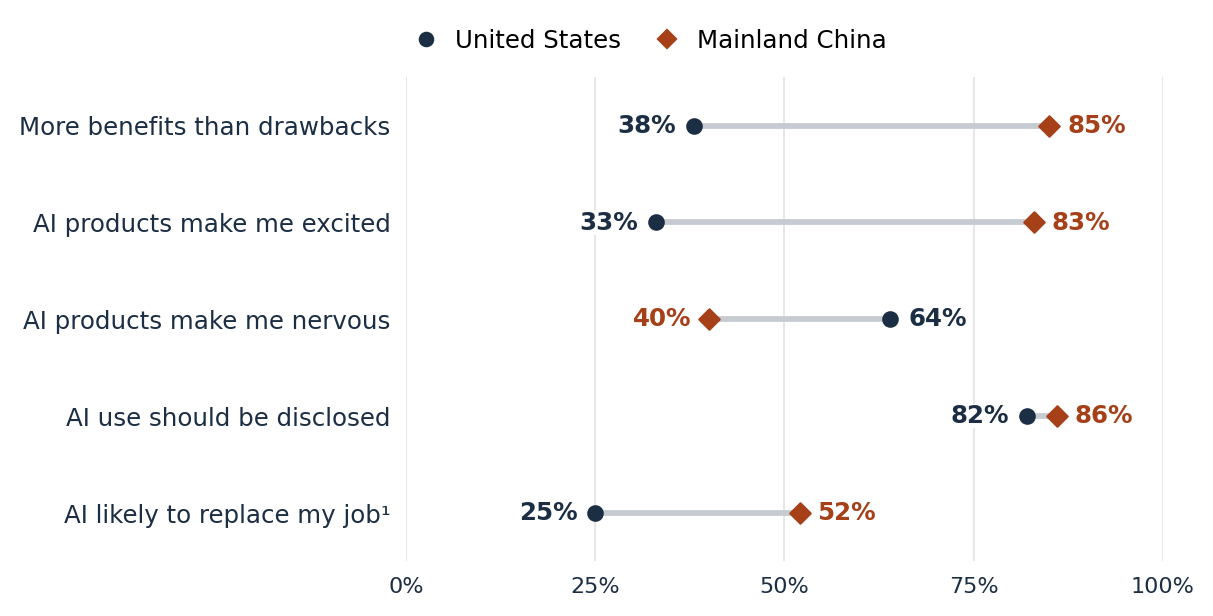 United States Mainland China
More benefits than drawbacks 38% 85%
AI products make me excited 33% 83%
AI products make me nervous 40% 64%
AI use should be disclosed 82% 86%
AI likely to replace my job¹ 25% 52%
0% 25% 50% 75% 100%